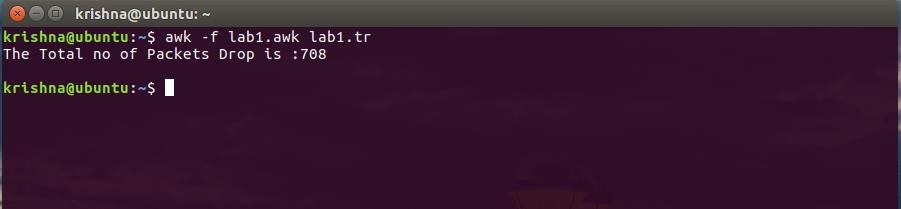 krishna@ubuntu: ~
krishna@ubuntu:~$ awk -f lab1.awk lab1.tr
The Total no of Packets Drop is :708
krishna@ubuntu:~$